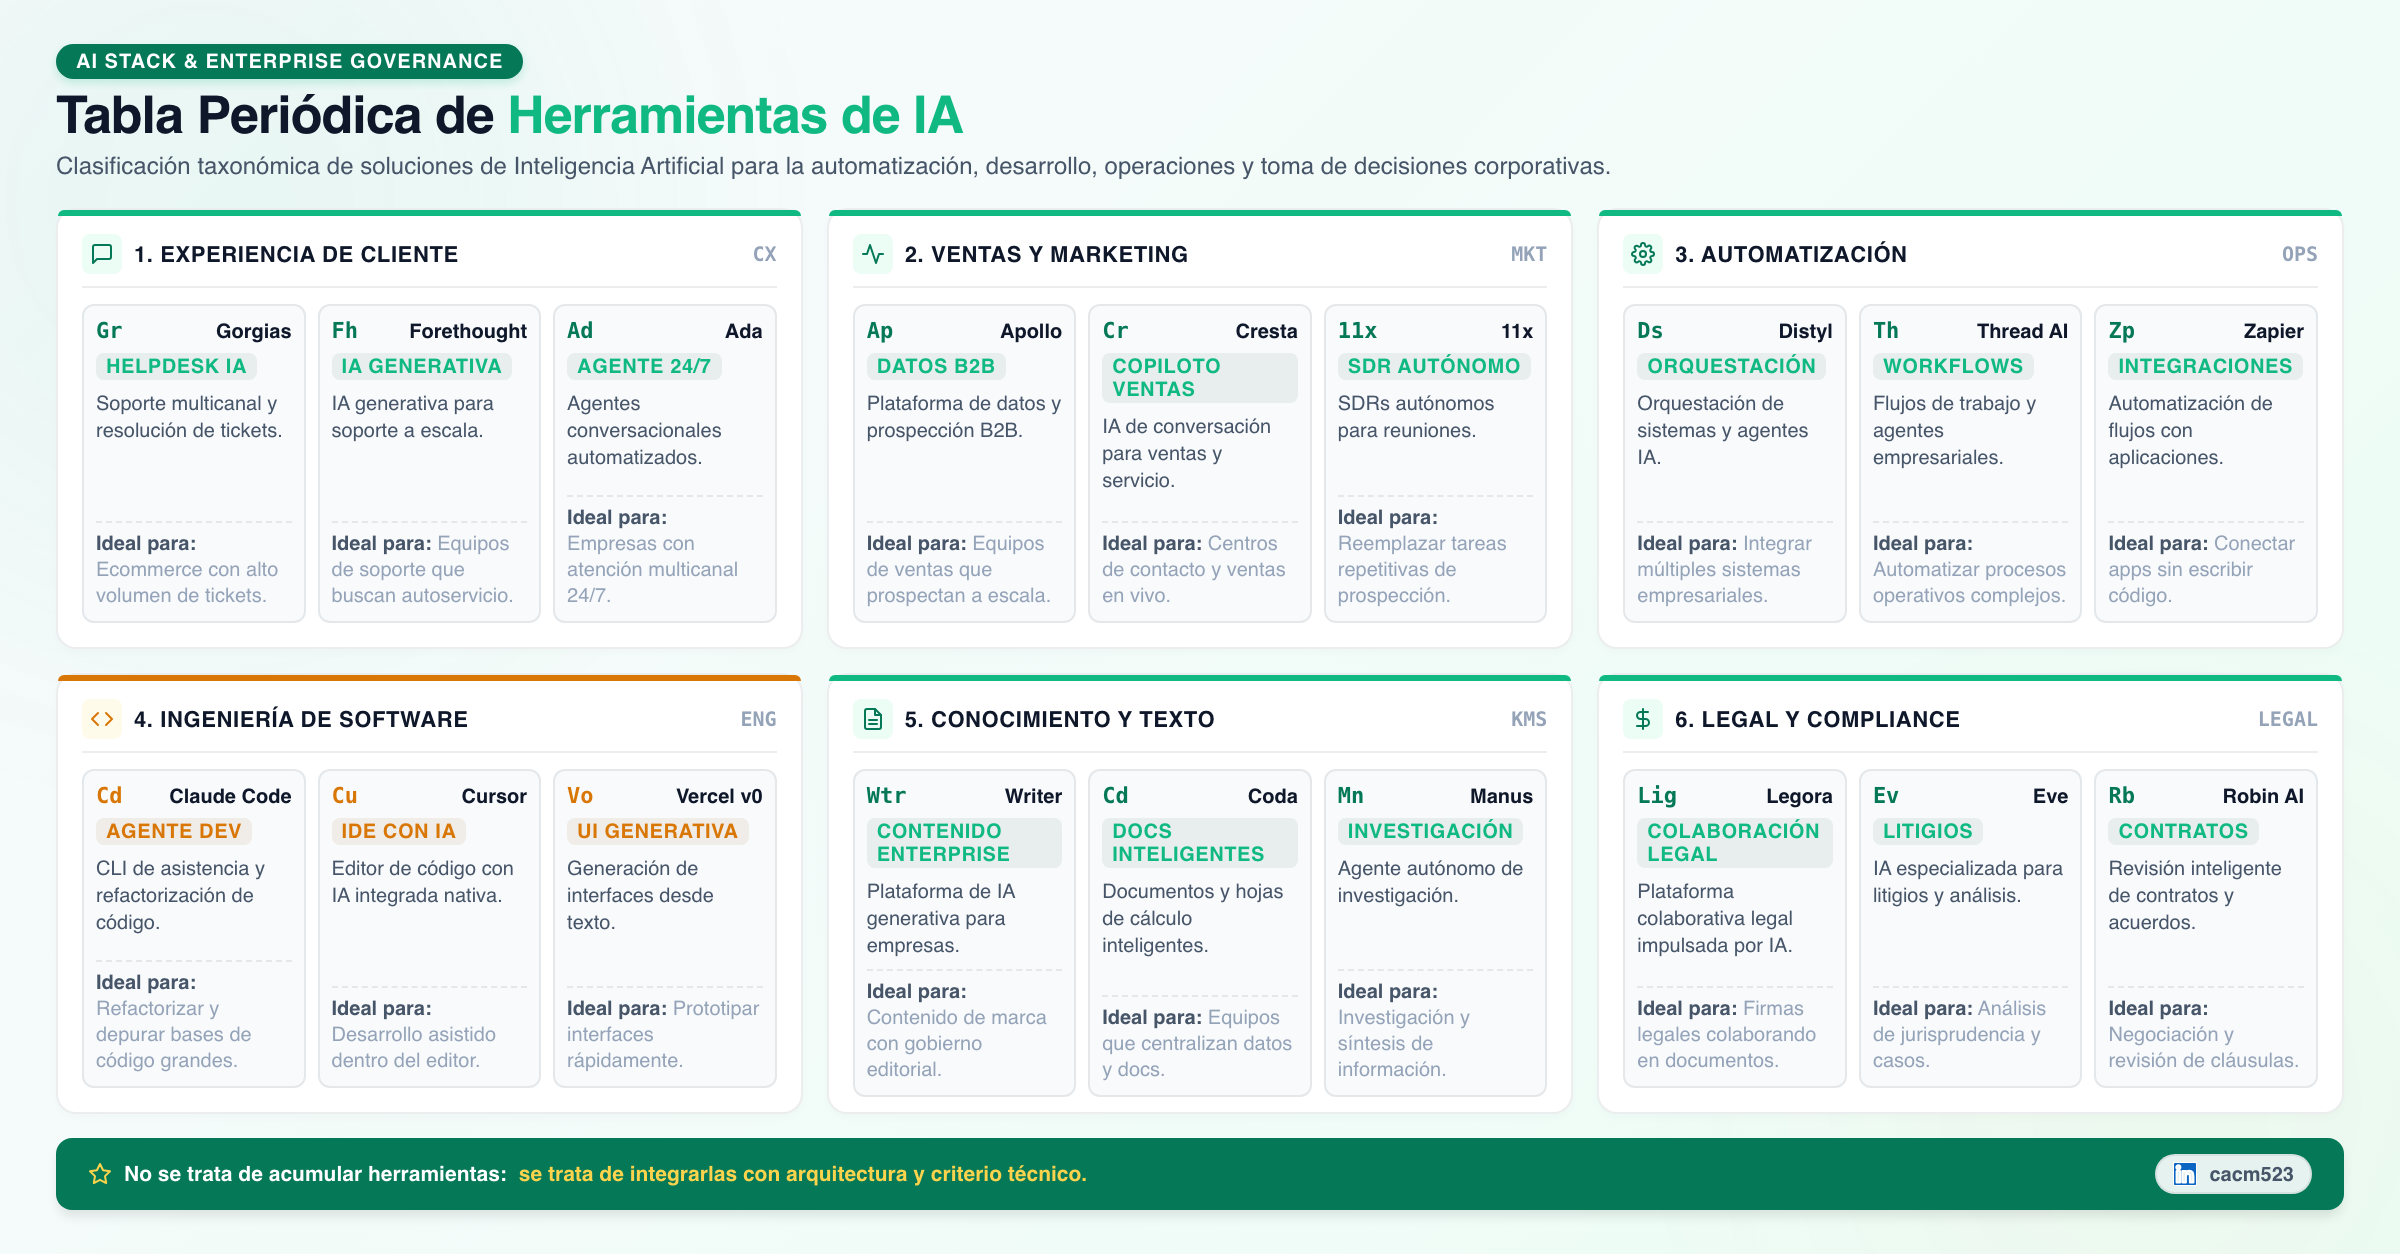 AI STACK & ENTERPRISE GOVERNANCE
Tabla Periódica de Herramientas de IA
Clasificación taxonómica de soluciones de Inteligencia Artificial para la automatización, desarrollo, operaciones y toma de decisiones corporativas.
1. EXPERIENCIA DE CLIENTE
CX
Gr
Gorgias
HELPDESK IA
Soporte multicanal y
resolución de tickets.
Ideal para:
Ecommerce con alto
volumen de tickets.
Fh
Forethought
IA GENERATIVA
IA generativa para
soporte a escala.
Ideal para: Equipos
de soporte que
buscan autoservicio.
Ad
Ada
AGENTE 24/7
Agentes
conversacionales
automatizados.
Ideal para:
Empresas con
atención multicanal
24/7.
2. VENTAS Y MARKETING
MKT
Ap
Apollo
DATOS B2B
Plataforma de datos y
prospección B2B.
Ideal para: Equipos
de ventas que
prospectan a escala.
Cr
Cresta
COPILOTO
VENTAS
IA de conversación
para ventas y
servicio.
Ideal para: Centros
de contacto y ventas
en vivo.
11x
11x
SDR AUTÓNOMO
SDRs autónomos
para reuniones.
Ideal para:
Reemplazar tareas
repetitivas de
prospección.
3. AUTOMATIZACIÓN
OPS
Ds
Distyl
ORQUESTACIÓN
Orquestación de
sistemas y agentes
IA.
Ideal para: Integrar
múltiples sistemas
empresariales.
Th
Thread AI
WORKFLOWS
Flujos de trabajo y
agentes
empresariales.
Ideal para:
Automatizar procesos
operativos complejos.
Zp
Zapier
INTEGRACIONES
Automatización de
flujos con
aplicaciones.
Ideal para: Conectar
apps sin escribir
código.
4. INGENIERÍA DE SOFTWARE
ENG
Cd
Claude Code
AGENTE DEV
CLI de asistencia y
refactorización de
código.
Ideal para:
Refactorizar y
depurar bases de
código grandes.
Cu
Cursor
IDE CON IA
Editor de código con
IA integrada nativa.
Ideal para:
Desarrollo asistido
dentro del editor.
Vo
Vercel v0
UI GENERATIVA
Generación de
interfaces desde
texto.
Ideal para: Prototipar
interfaces
rápidamente.
5. CONOCIMIENTO Y TEXTO
KMS
Wtr
Writer
CONTENIDO
ENTERPRISE
Plataforma de IA
generativa para
empresas.
Ideal para:
Contenido de marca
con gobierno
editorial.
Cd
Coda
DOCS
INTELIGENTES
Documentos y hojas
de cálculo
inteligentes.
Ideal para: Equipos
que centralizan datos
y docs.
Mn
Manus
INVESTIGACIÓN
Agente autónomo de
investigación.
Ideal para:
Investigación y
síntesis de
información.
6. LEGAL Y COMPLIANCE
LEGAL
Lig
Legora
COLABORACIÓN
LEGAL
Plataforma
colaborativa legal
impulsada por IA.
Ideal para: Firmas
legales colaborando
en documentos.
Ev
Eve
LITIGIOS
IA especializada para
litigios y análisis.
Ideal para: Análisis
de jurisprudencia y
casos.
Rb
Robin AI
CONTRATOS
Revisión inteligente
de contratos y
acuerdos.
Ideal para:
Negociación y
revisión de cláusulas.
No se trata de acumular herramientas: se trata de integrarlas con arquitectura y criterio técnico.
in cacm523